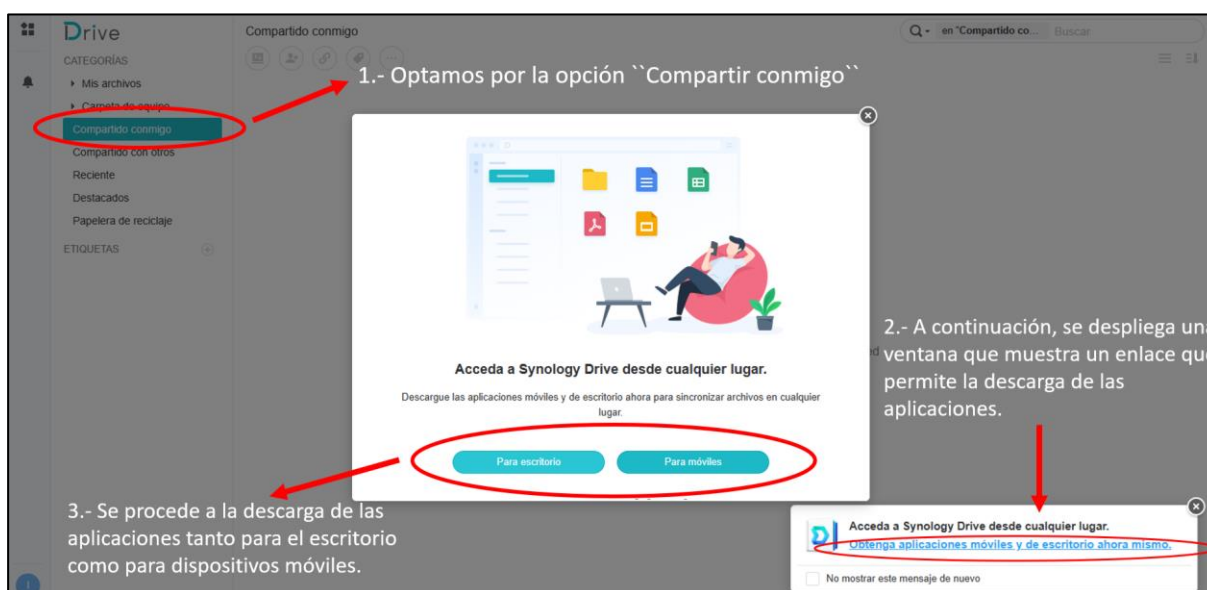 Drive
CATEGORÍAS
Mis archivos
Carpeta de equipo
Compartido conmigo
Compartido con otros
Reciente
Destacados
Papelera de reciclaje
ETIQUETAS
Compartido conmigo
en "Compartido co... Buscar
1.- Optamos por la opción ``Compartir conmigo``
Acceda a Synology Drive desde cualquier lugar.
Descargue las aplicaciones móviles y de escritorio ahora para sincronizar archivos en cualquier
lugar.
Para escritorio
Para móviles
2.- A continuación, se despliega una
ventana que muestra un enlace que
permite la descarga de las
aplicaciones.
3.- Se procede a la descarga de las
aplicaciones tanto para el escritorio
como para dispositivos móviles.
Acceda a Synology Drive desde cualquier lugar.
Obtenga aplicaciones móviles y de escritorio ahora mismo.
No mostrar este mensaje de nuevo